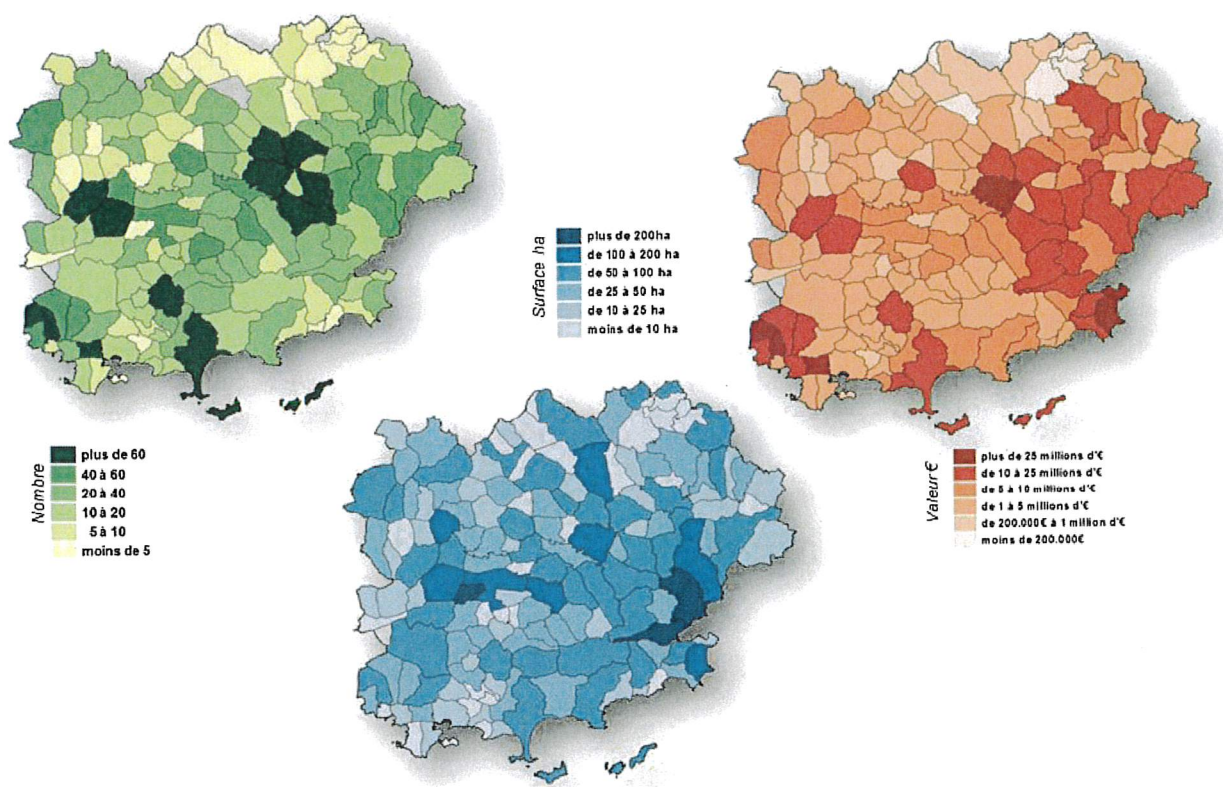 Nombre
plus de 60
40 à 60
20 à 40
10 à 20
5 à 10
moins de 5
Surface ha
plus de 200ha
de 100 à 200 ha
de 50 à 100 ha
de 25 à 50 ha
de 10 à 25 ha
moins de 10 ha
Valeur€
plus de 25 millions d'€
de 10 à 25 millions d'€
de 5 à 10 millions d'€
de 1 à 5 millions d'€
de 200.000€ à 1 million d'€
moins de 200.000€